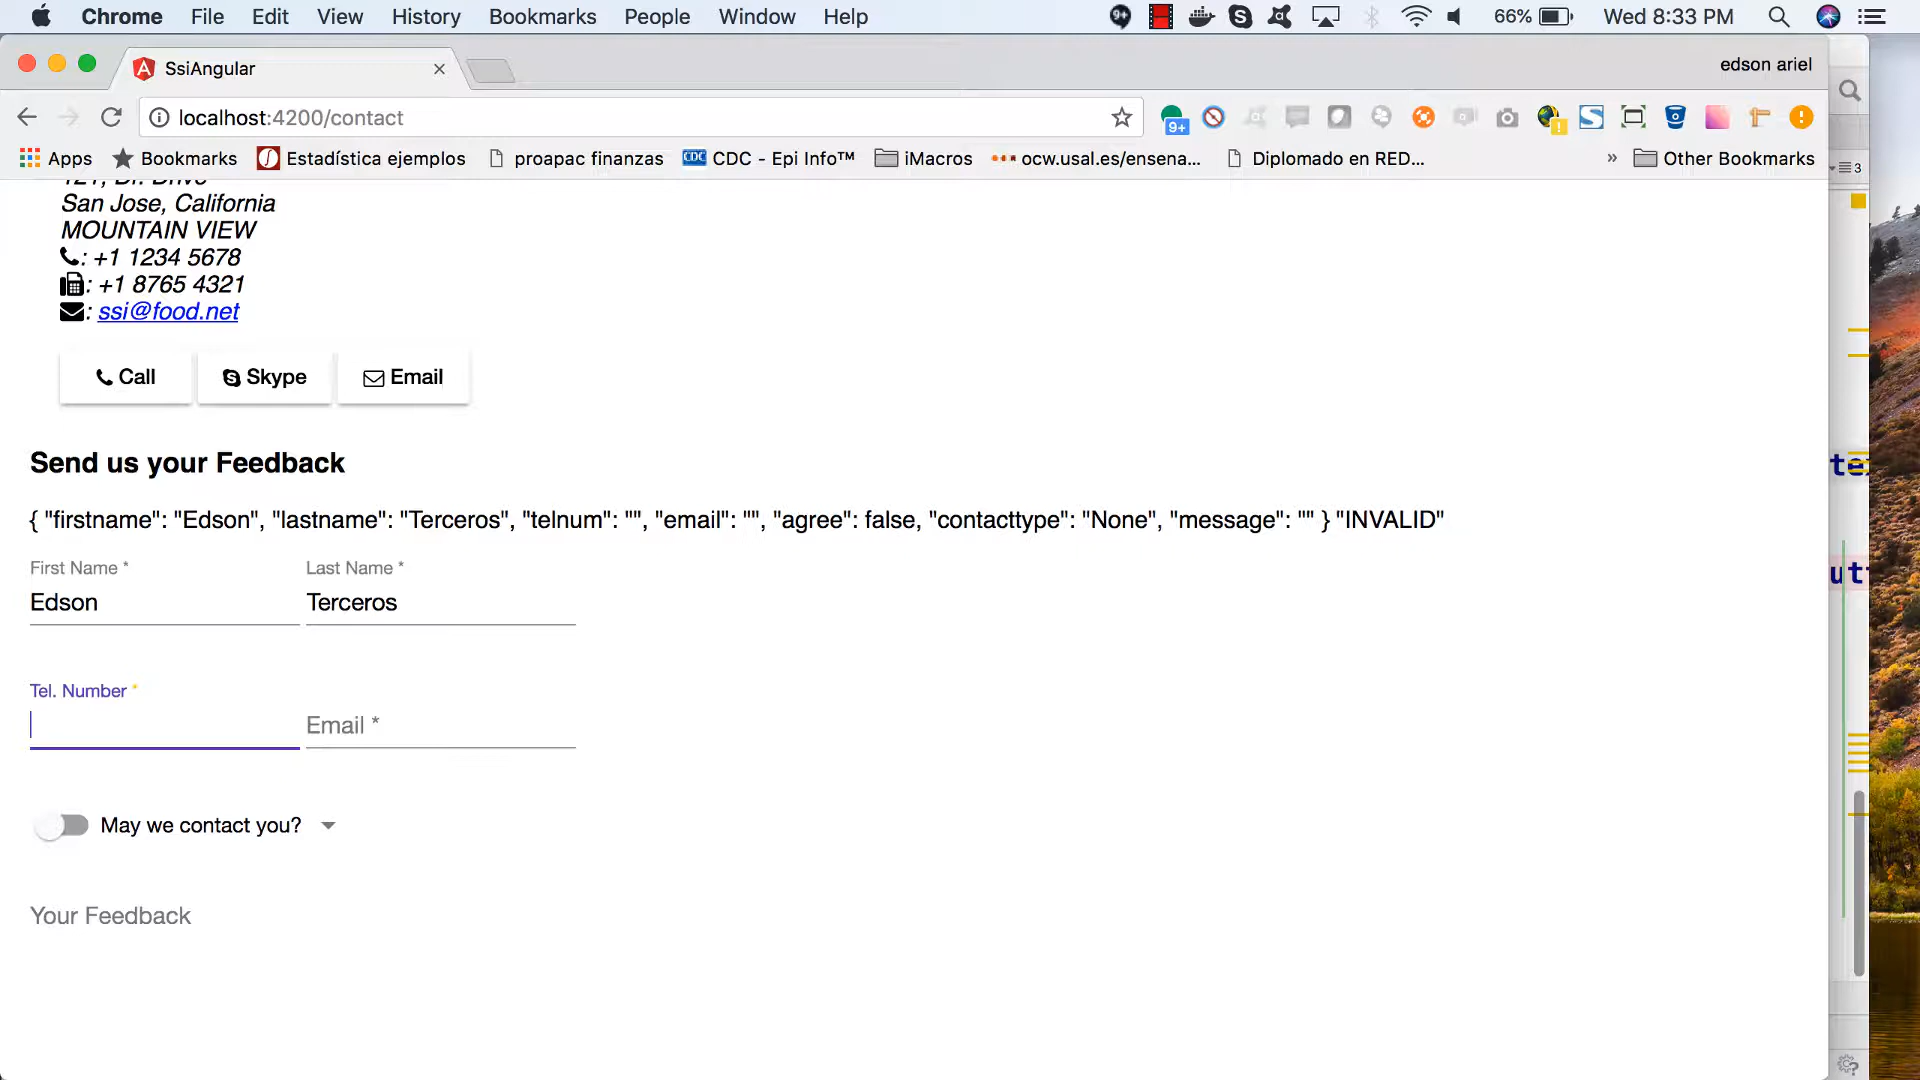 Chrome File Edit View History Bookmarks People Window Help 66% Wed 8:33 PM
SsiAngular edson ariel
localhost:4200/contact 9+
Apps Bookmarks Estadística ejemplos proapac finanzas CDC CDC - Epi Info™ iMacros ocw.usal.es/ensena... Diplomado en RED... » Other Bookmarks
3
San Jose, California
MOUNTAIN VIEW
: +1 1234 5678
: +1 8765 4321
: ssi@food.net
Call Skype Email
Send us your Feedback
{ "firstname": "Edson", "lastname": "Terceros", "telnum": "", "email": "", "agree": false, "contacttype": "None", "message": "" } "INVALID"
First Name * Last Name *
Edson Terceros
Tel. Number *
Email *
May we contact you?
Your Feedback